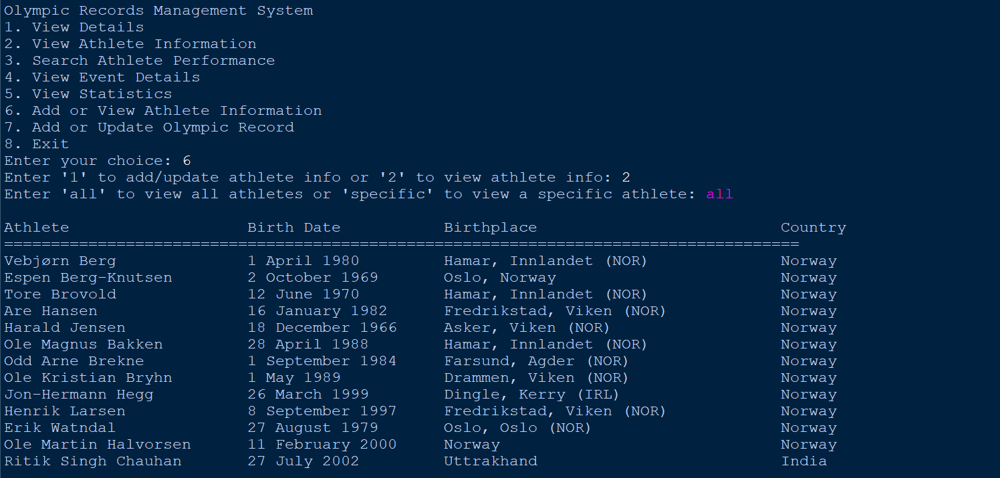 Olympic Records Management System
1. View Details
2. View Athlete Information
3. Search Athlete Performance
4. View Event Details
5. View Statistics
6. Add or View Athlete Information
7. Add or Update Olympic Record
8. Exit
Enter your choice: 6
Enter '1' to add/update athlete info or '2' to view athlete info: 2
Enter 'all' to view all athletes or 'specific' to view a specific athlete: all
Athlete Birth Date Birthplace Country
=====================================================================================
Vebjørn Berg 1 April 1980 Hamar, Innlandet (NOR) Norway
Espen Berg-Knutsen 2 October 1969 Oslo, Norway Norway
Tore Brovold 12 June 1970 Hamar, Innlandet (NOR) Norway
Are Hansen 16 January 1982 Fredrikstad, Viken (NOR) Norway
Harald Jensen 18 December 1966 Asker, Viken (NOR) Norway
Ole Magnus Bakken 28 April 1988 Hamar, Innlandet (NOR) Norway
Odd Arne Brekne 1 September 1984 Farsund, Agder (NOR) Norway
Ole Kristian Bryhn 1 May 1989 Drammen, Viken (NOR) Norway
Jon-Hermann Hegg 26 March 1999 Dingle, Kerry (IRL) Norway
Henrik Larsen 8 September 1997 Fredrikstad, Viken (NOR) Norway
Erik Watndal 27 August 1979 Oslo, Oslo (NOR) Norway
Ole Martin Halvorsen 11 February 2000 Norway Norway
Ritik Singh Chauhan 27 July 2002 Uttrakhand India